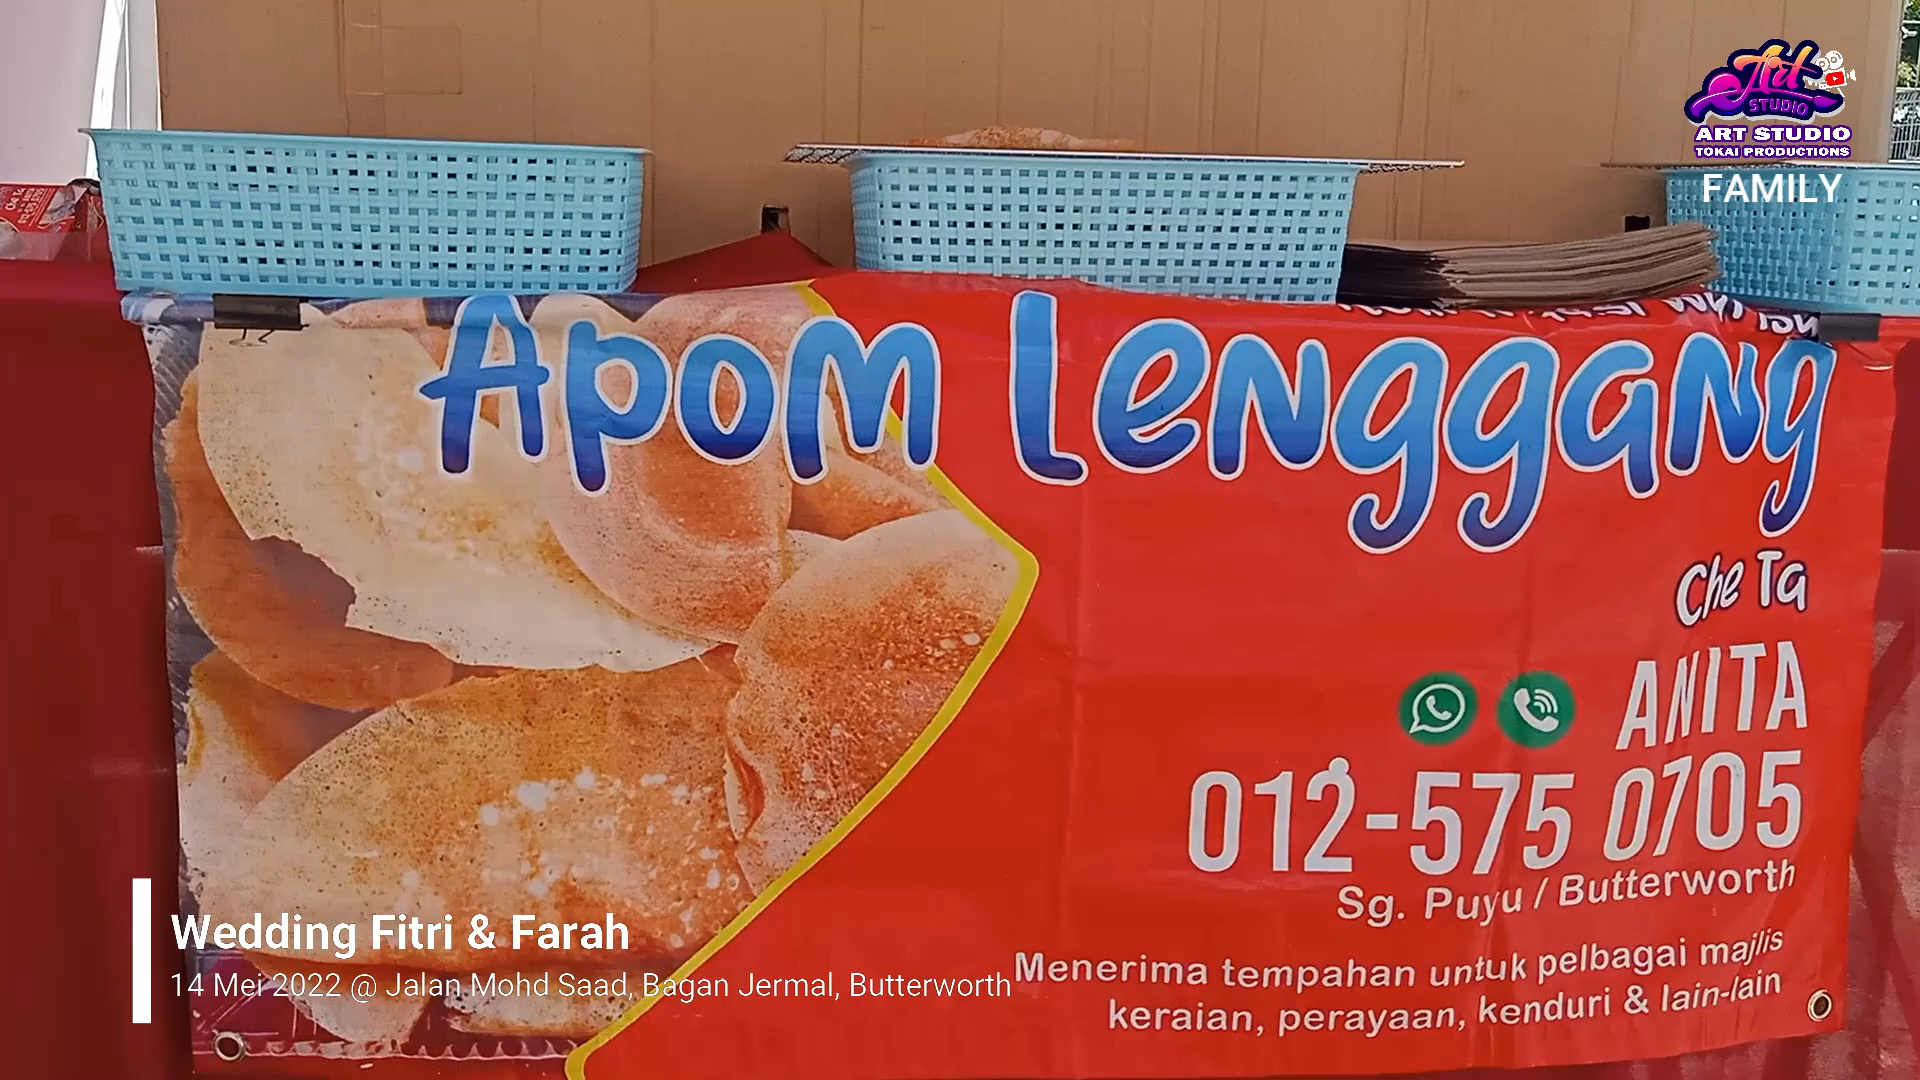 Art
STUDIO
ART STUDIO
TOKAI PRODUCTIONS
FAMILY
Che Ta
Apom Lenggang
Che Ta
ANITA
012-575 0705
Sg. Puyu / Butterworth
Menerima tempahan untuk pelbagai majlis
keraian, perayaan, kenduri & lain-lain
Wedding Fitri & Farah
14 Mei 2022 @ Jalan Mohd Saad, Bagan Jermal, Butterworth